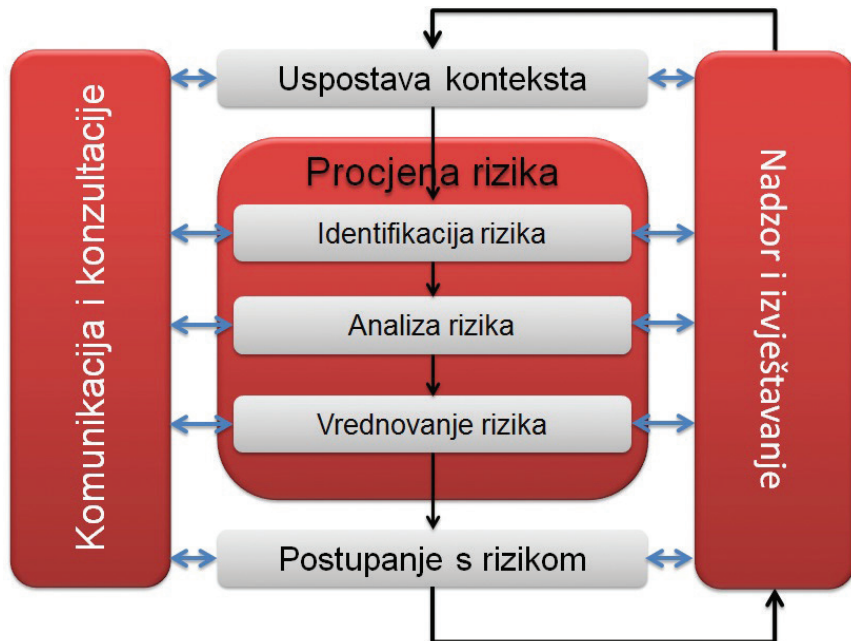 Komunikacija i konzultacije
Uspostava konteksta
Procjena rizika
Identifikacija rizika
Analiza rizika
Vrednovanje rizika
Postupanje s rizikom
Nadzor i izvještavanje